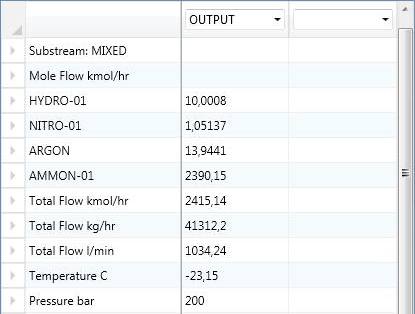 OUTPUT
Substream: MIXED
Mole Flow kmol/hr
HYDRO-01 10,0008
NITRO-01 1,05137
ARGON 13,9441
AMMON-01 2390,15
Total Flow kmol/hr 2415,14
Total Flow kg/hr 41312,2
Total Flow l/min 1034,24
Temperature C -23,15
Pressure bar 200